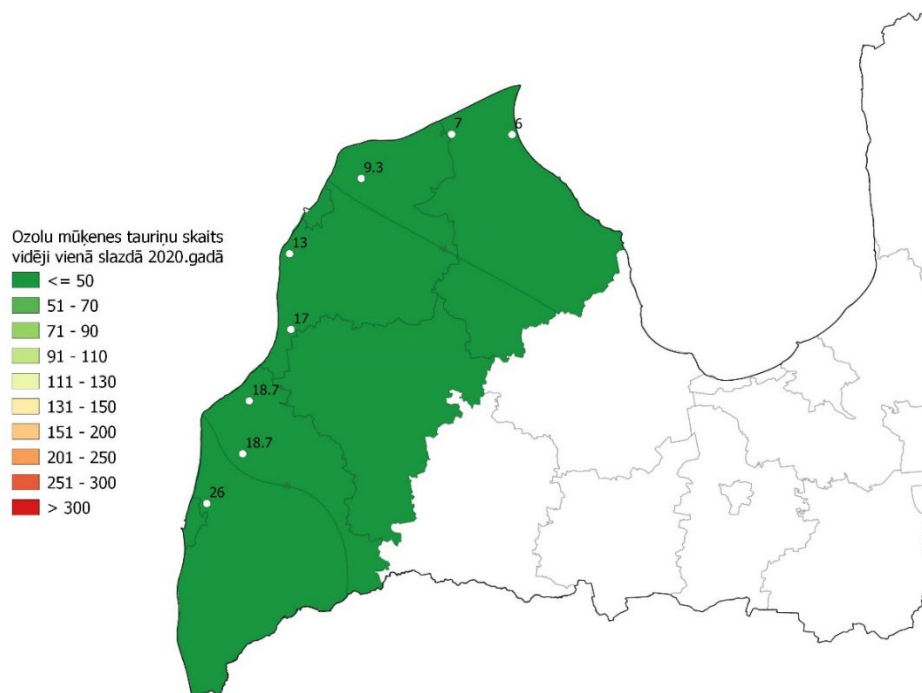 7
6
9.3
Ozolu mūķenes tauriņu skaits
vidēji vienā slazdā 2020.gadā
13
<= 50
51 - 70
71 - 90
17
91 - 110
111 - 130
131 - 150
18.7
151 - 200
18.7
201 - 250
251 - 300
26
> 300